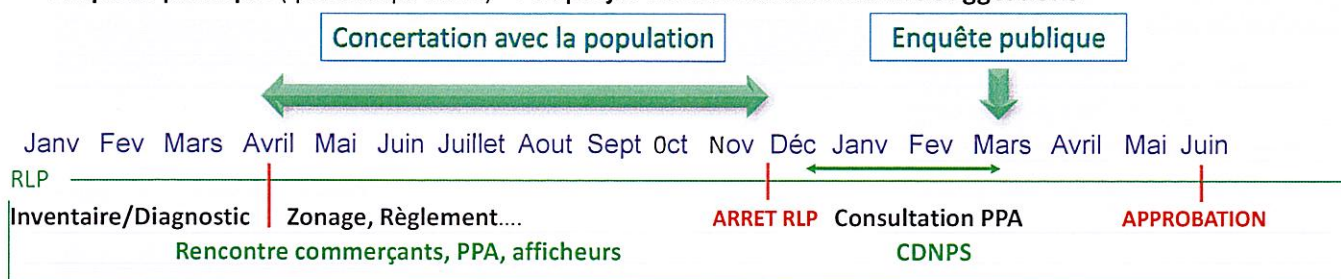 Concertation avec la population Enquête publique
Janv Fev Mars Avril Mai Juin Juillet Aout Sept Oct Nov Déc Janv Fev Mars Avril Mai Juin
RLP
Inventaire/Diagnostic Zonage, Règlement.... ARRET RLP Consultation PPA APPROBATION
Rencontre commerçants, PPA, afficheurs CDNPS